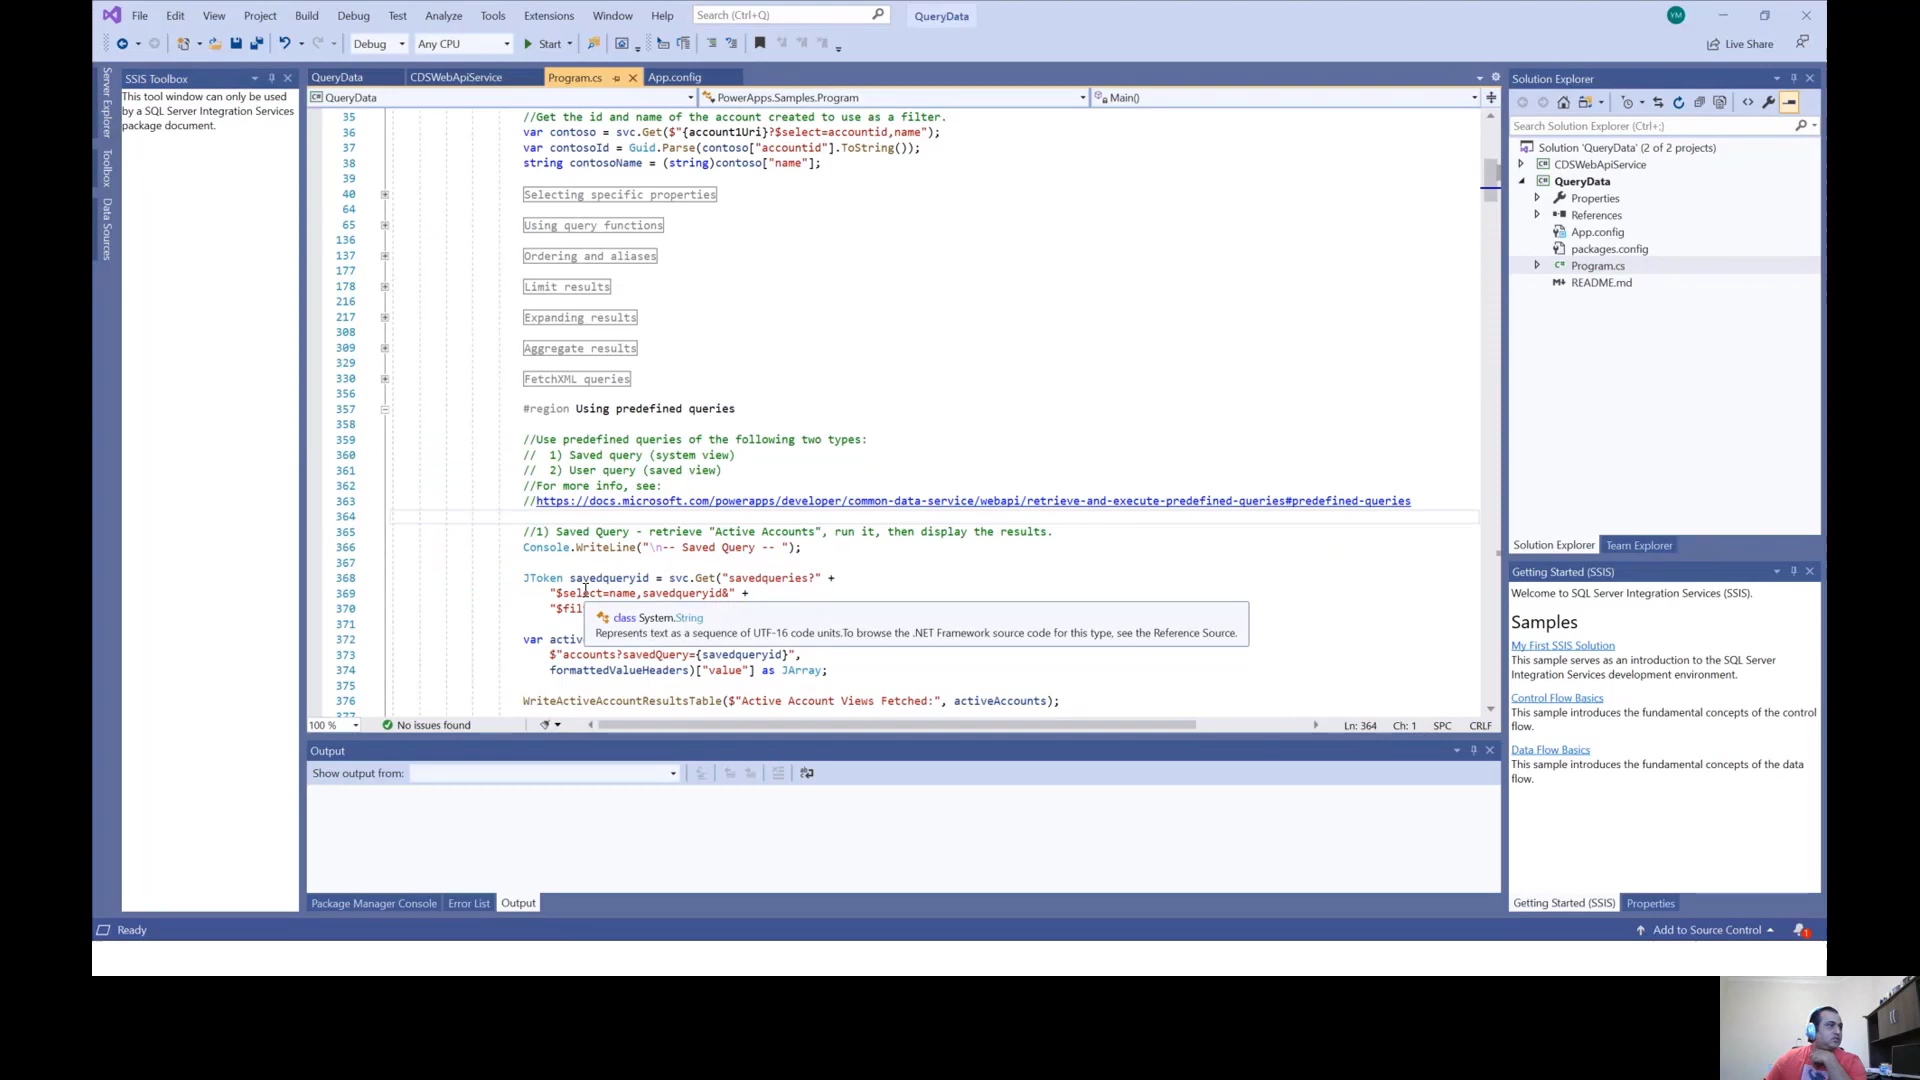 File Edit View Project Build Debug Test Analyze Tools Extensions Window Help Search (Ctrl+Q) QueryData YM
Debug Any CPU Start Live Share
Server Explorer
Toolbox
Data Sources
SSIS Toolbox
This tool window can only be used
by a SQL Server Integration Services
package document.
QueryData CDSWebApiService Program.cs App.config
QueryData PowerApps.Samples.Program Main()
35 //Get the id and name of the account created to use as a filter.
36 var contoso = svc.Get($"{account1Uri}?$select=accountid,name");
37 var contosoId = Guid.Parse(contoso["accountid"].ToString());
38 string contosoName = (string)contoso["name"];
39
40 Selecting specific properties
64
65 Using query functions
136
137 Ordering and aliases
177
178 Limit results
216
217 Expanding results
308
309 Aggregate results
329
330 FetchXML queries
356
357 #region Using predefined queries
358
359 //Use predefined queries of the following two types:
360 // 1) Saved query (system view)
361 // 2) User query (saved view)
362 //For more info, see:
363 //https://docs.microsoft.com/powerapps/developer/common-data-service/webapi/retrieve-and-execute-predefined-queries#predefined-queries
364
365 //1) Saved Query - retrieve "Active Accounts", run it, then display the results.
366 Console.WriteLine("\n-- Saved Query -- ");
367
368 JToken savedqueryid = svc.Get("savedqueries?" +
369 "$select=name,savedqueryid&" +
370 "$fil
371
372 var activ
373 $"accounts?savedQuery={savedqueryid}",
374 formattedValueHeaders)["value"] as JArray;
375
376 WriteActiveAccountResultsTable($"Active Account Views Fetched:", activeAccounts);
377
class System.String
Represents text as a sequence of UTF-16 code units.To browse the .NET Framework source code for this type, see the Reference Source.
100 % No issues found Ln: 364 Ch: 1 SPC CRLF
Output
Show output from:
Package Manager Console Error List Output
Solution Explorer
Search Solution Explorer (Ctrl+;)
Solution 'QueryData' (2 of 2 projects)
CDSWebApiService
QueryData
Properties
References
App.config
packages.config
Program.cs
README.md
Solution Explorer Team Explorer
Getting Started (SSIS)
Welcome to SQL Server Integration Services (SSIS).
Samples
My First SSIS Solution
This sample serves as an introduction to the SQL Server
Integration Services development environment.
Control Flow Basics
This sample introduces the fundamental concepts of the control
flow.
Data Flow Basics
This sample introduces the fundamental concepts of the data
flow.
Getting Started (SSIS) Properties
Ready Add to Source Control 1